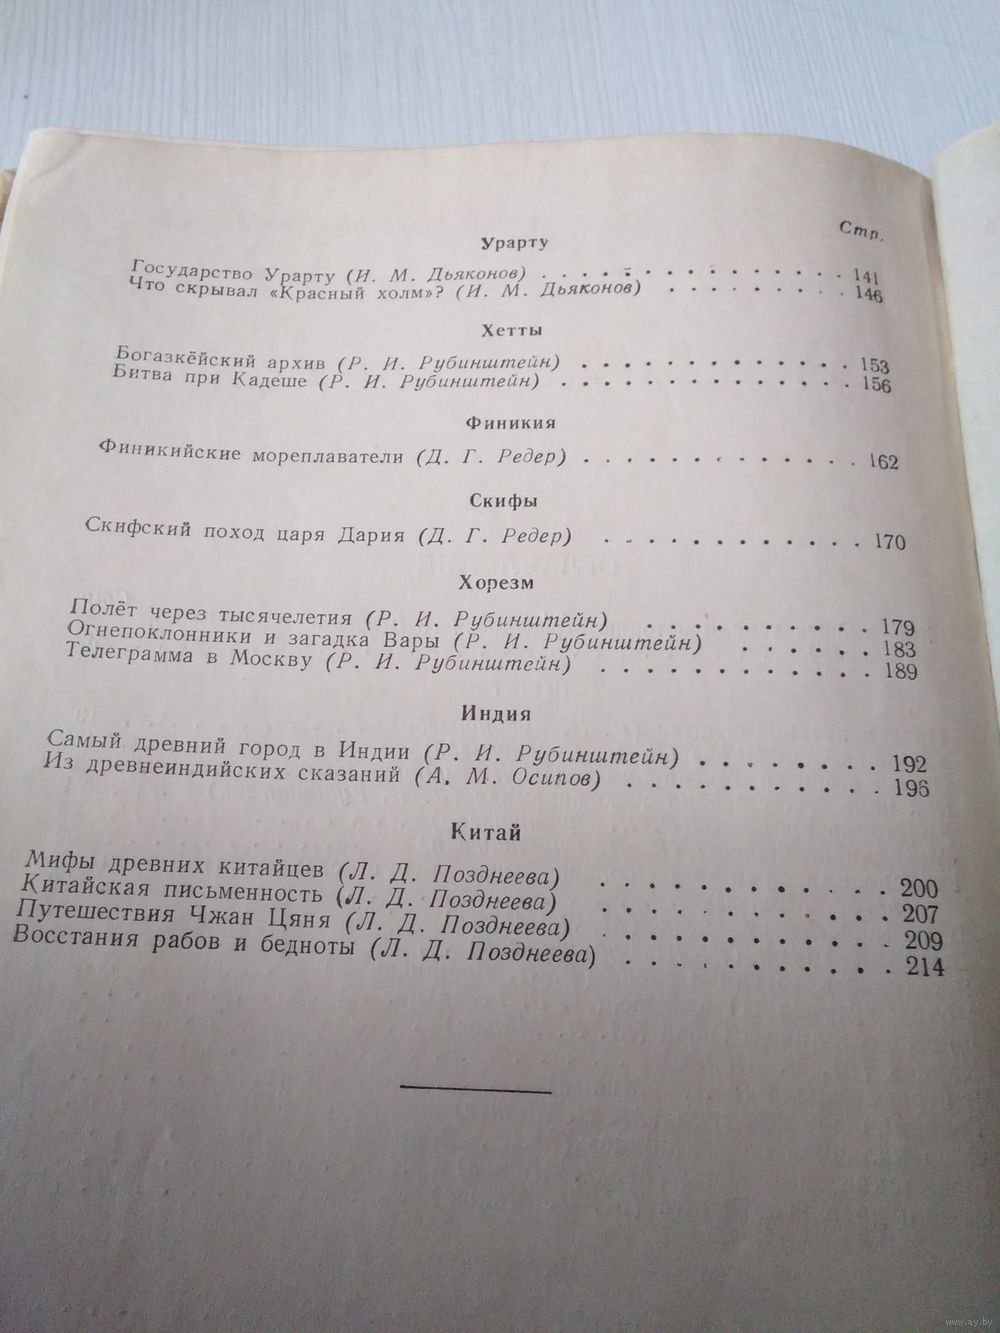 Стр.
Урарту
Государство Урарту (И. М. Дьяконов) . . . . . . . . . . . . . . 141
Что скрывал «Красный холм»? (И. М. Дьяконов) . . . . . . . . . 146
Хетты
Богазкёйский архив (Р. И. Рубинштейн) . . . . . . . . . . . . . 153
Битва при Кадеше (Р. И. Рубинштейн) . . . . . . . . . . . . . . 156
Финикия
Финикийские мореплаватели (Д. Г. Редер) . . . . . . . . . . . . . 162
Скифы
Скифский поход царя Дария (Д. Г. Редер) . . . . . . . . . . . . 170
Хорезм
Полёт через тысячелетия (Р. И. Рубинштейн) . . . . . . . . . . 179
Огнепоклонники и загадка Вары (Р. И. Рубинштейн) . . . . . . 183
Телеграмма в Москву (Р. И. Рубинштейн) . . . . . . . . . . . . 189
Индия
Самый древний город в Индии (Р. И. Рубинштейн) . . . . . . . . 192
Из древнеиндийских сказаний (А. М. Осипов) . . . . . . . . . . . 196
Китай
Мифы древних китайцев (Л. Д. Позднеева) . . . . . . . . . . . . 200
Китайская письменность (Л. Д. Позднеева) . . . . . . . . . . . . 207
Путешествия Чжан Цяня (Л. Д. Позднеева) . . . . . . . . . . . . 209
Восстания рабов и бедноты (Л. Д. Позднеева) . . . . . . . . . . . 214
www.ay.by